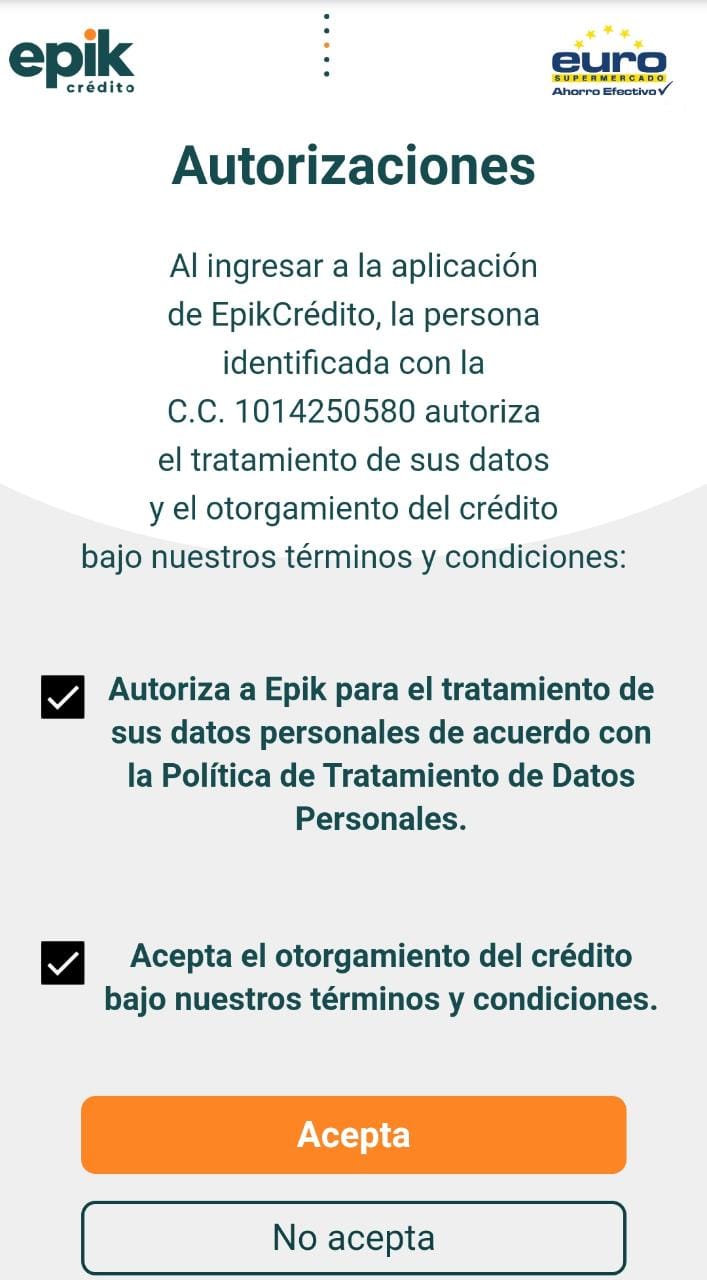 epik
crédito
euro
SUPERMERCADO
Ahorro Efectivo
Autorizaciones
Al ingresar a la aplicación
de EpikCrédito, la persona
identificada con la
C.C. 1014250580 autoriza
el tratamiento de sus datos
y el otorgamiento del crédito
bajo nuestros términos y condiciones:
Autoriza a Epik para el tratamiento de
sus datos personales de acuerdo con
la Política de Tratamiento de Datos
Personales.
Acepta el otorgamiento del crédito
bajo nuestros términos y condiciones.
Acepta
No acepta